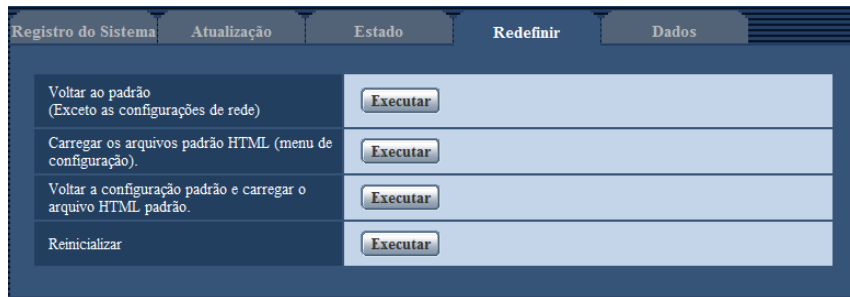 Registro do Sistema Atualização Estado Redefinir Dados
Voltar ao padrão
(Exceto as configurações de rede)
Executar
Carregar os arquivos padrão HTML (menu de
configuração).
Executar
Voltar a configuração padrão e carregar o
arquivo HTML padrão.
Executar
Reinicializar
Executar